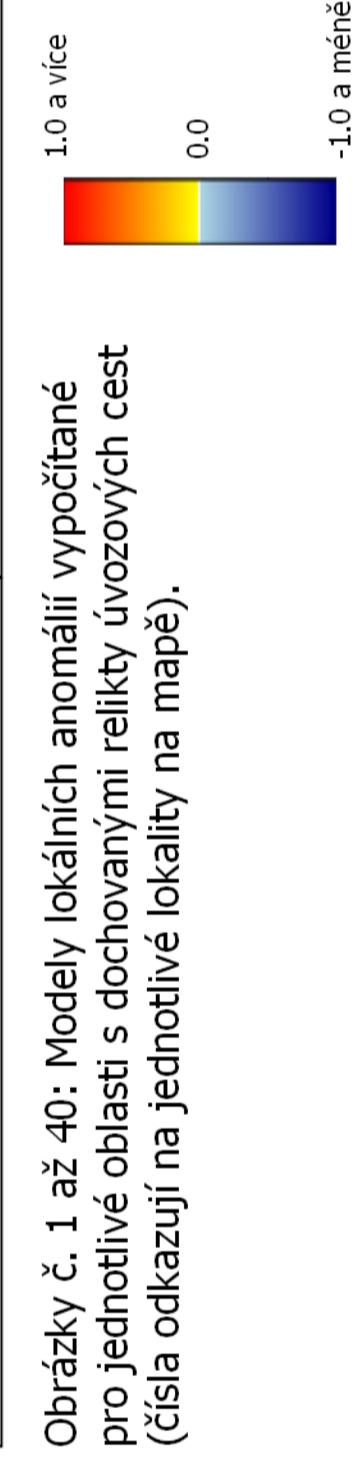 Obrázky č. 1 až 40: Modely lokálních anomálií vypočítané
pro jednotlivé oblasti s dochovanými relikty úvozových cest
(čísla odkazují na jednotlivé lokality na mapě).
1.0 a více
0.0
-1.0 a méně